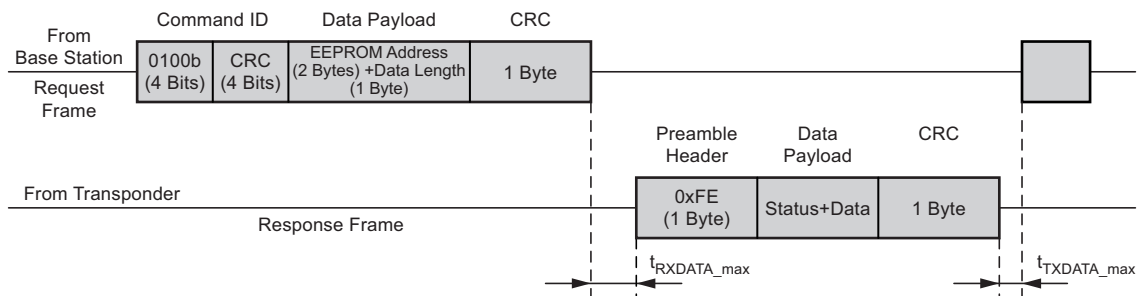 Command ID
Data Payload
CRC
From
Base Station
Request
Frame
0100b
(4 Bits)
CRC
(4 Bits)
EEPROM Address
(2 Bytes) +Data Length
(1 Byte)
1 Byte
Preamble
Header
Data
Payload
CRC
From Transponder
Response Frame
0xFE
(1 Byte)
Status+Data
1 Byte
tRXDATA_max
tTXDATA_max